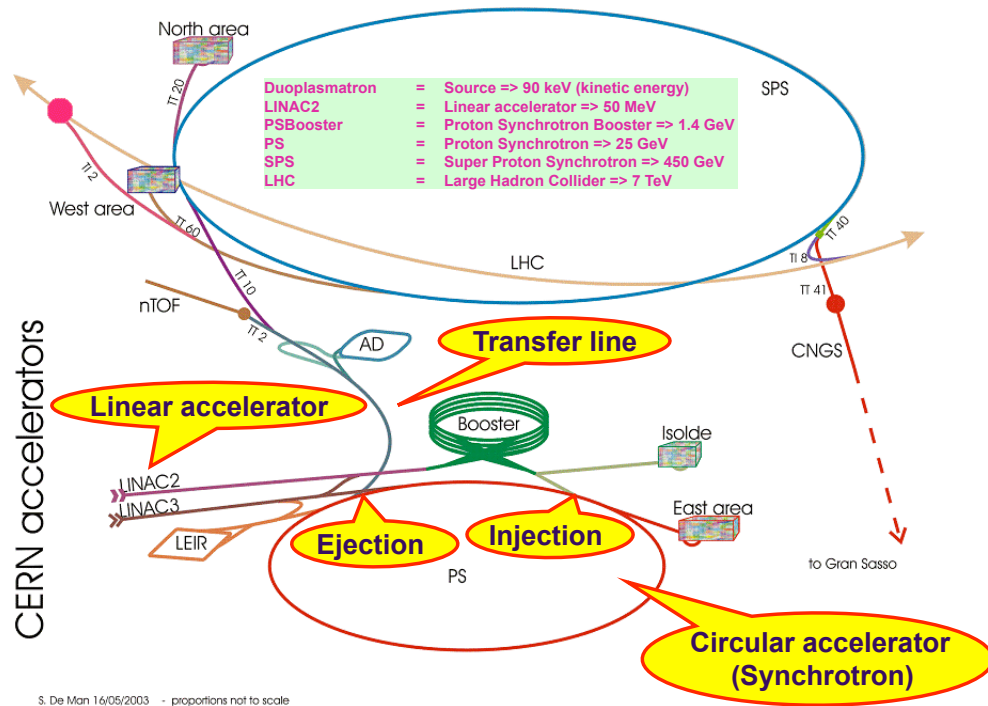 North area
TT 20
Duoplasmatron = Source => 90 keV (kinetic energy)
LINAC2 = Linear accelerator => 50 MeV
PSBooster = Proton Synchrotron Booster => 1.4 GeV
PS = Proton Synchrotron => 25 GeV
SPS = Super Proton Synchrotron => 450 GeV
LHC = Large Hadron Collider => 7 TeV
SPS
TI 2
West area
TT 60
TT 40
TI 8
LHC
TT 10
TT 41
nTOF
TT 2
AD
Transfer line
CNGS
Linear accelerator
Booster
Isolde
LINAC2
LINAC3
East area
LEIR
Ejection
Injection
PS
to Gran Sasso
Circular accelerator
(Synchrotron)
CERN accelerators
S. De Man 16/05/2003 - proportions not to scale